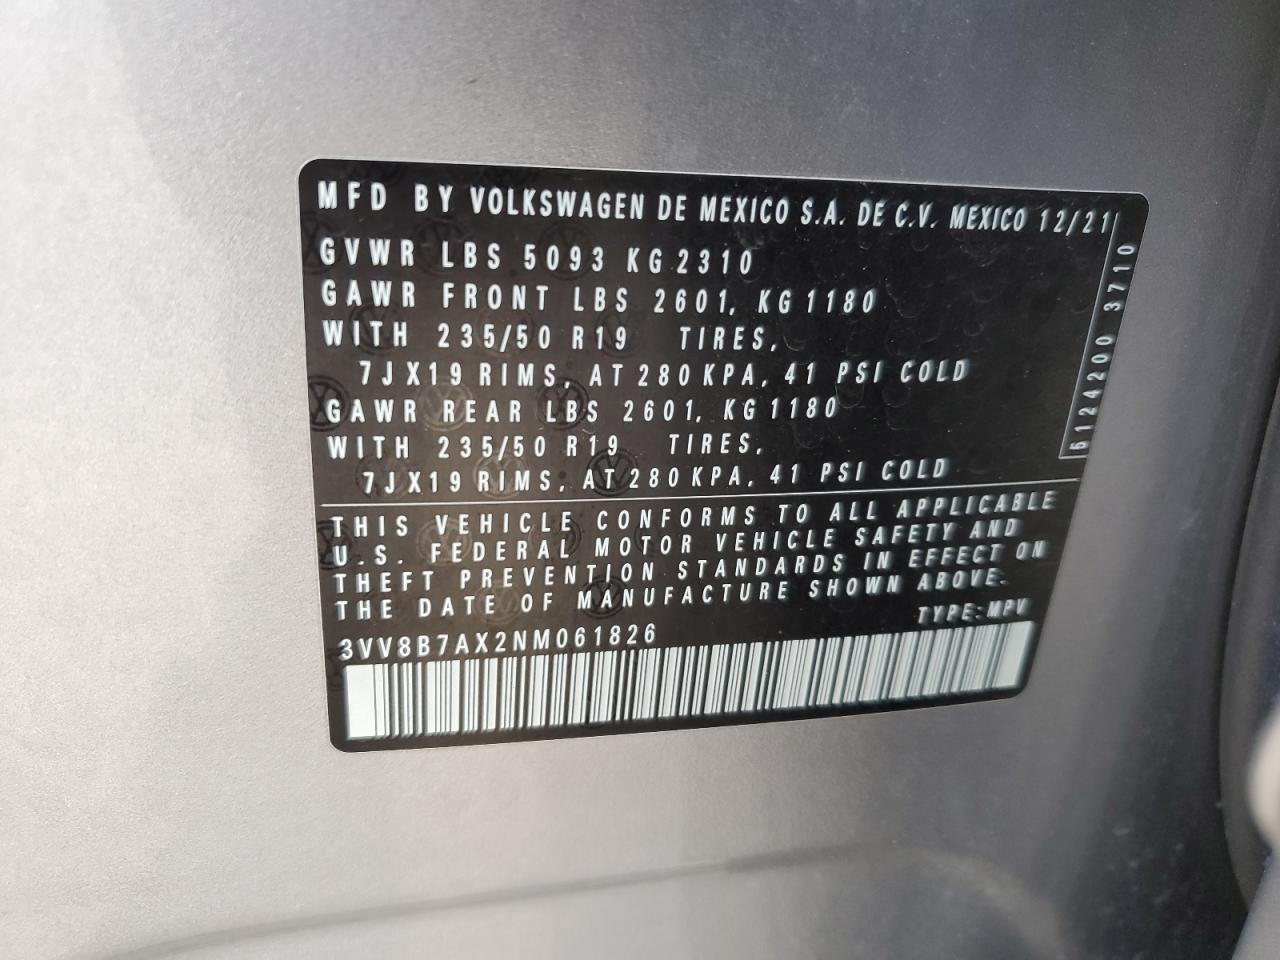 MFD BY VOLKSWAGEN DE MEXICO S.A. DE C.V. MEXICO 12/21
GVWR LBS 5093 KG 2310
GAWR FRONT LBS 2601, KG 1180
WITH 235/50 R19 TIRES,
7JX19 RIMS, AT 280 KPA, 41 PSI COLD
GAWR REAR LBS 2601, KG 1180
WITH 235/50 R19 TIRES,
7JX19 RIMS, AT 280 KPA, 41 PSI COLD
5124200 3710
THIS VEHICLE CONFORMS TO ALL APPLICABLE
U.S. FEDERAL MOTOR VEHICLE SAFETY AND
THEFT PREVENTION STANDARDS IN EFFECT ON
THE DATE OF MANUFACTURE SHOWN ABOVE.
TYPE: MPV
3VV8B7AX2NM061826